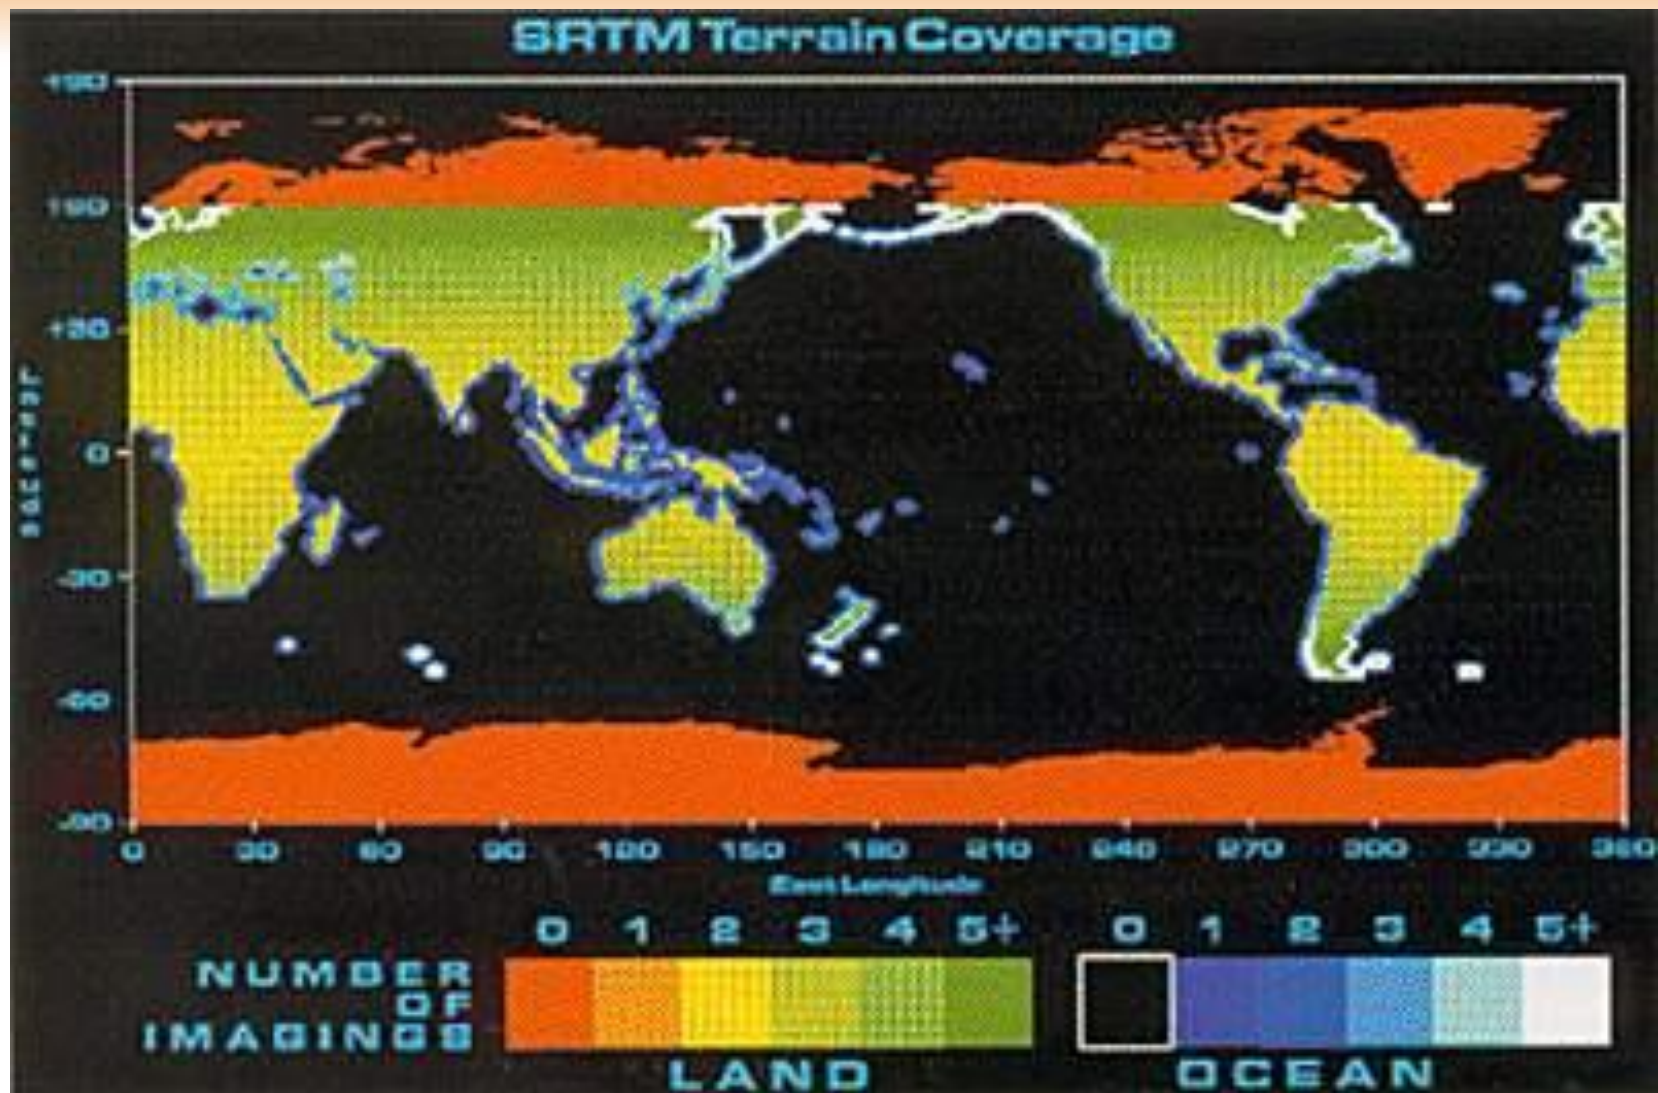 SRTM Terrain Coverage
+90
+60
+30
0
-30
-60
-90
0 30 60 90 120 150 180 210 240 270 300 330 360
East Longitude
0 1 2 3 4 5+
0 1 2 3 4 5+
NUMBER
OF
IMAGINGS
LAND
OCEAN